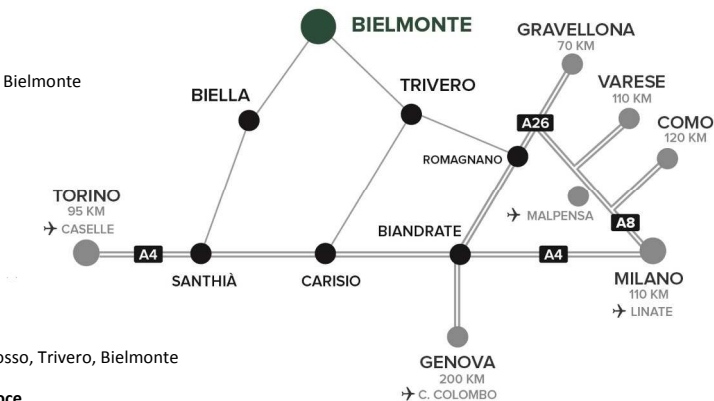 BIELMONTE
GRAVELLONA
70 KM
Bielmonte
BIELLA
TRIVERO
VARESE
110 KM
A26
COMO
120 KM
ROMAGNANO
TORINO
95 KM
CASELLE
MALPENSA
BIANDRATE
A8
A4
A4
SANTHIÀ
CARISIO
MILANO
110 KM
LINATE
Trivero, Bielmonte
GENOVA
200 KM
C. COLOMBO